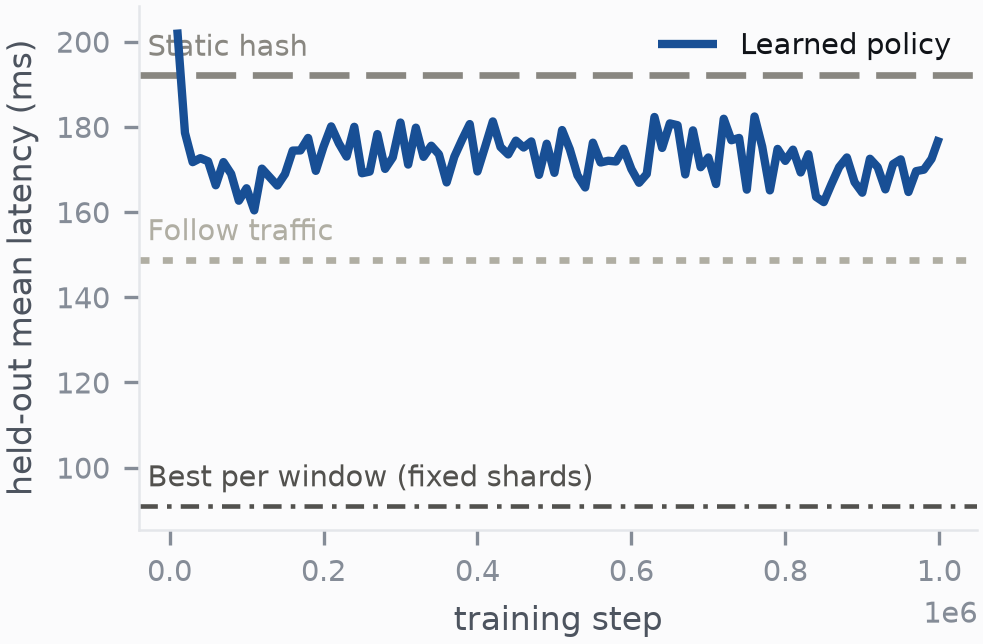 held-out mean latency (ms)
200
180
160
140
120
100
Static hash
Learned policy
Follow traffic
Best per window (fixed shards)
0.0
0.2
0.4
0.6
0.8
1.0
1e6
training step